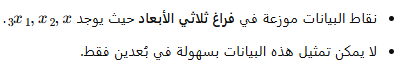 • نقاط البيانات موزعة في فراغ ثلاثي الأبعاد حيث يوجد x₁, x₂, x₃.
• لا يمكن تمثيل هذه البيانات بسهولة في بُعدين فقط.